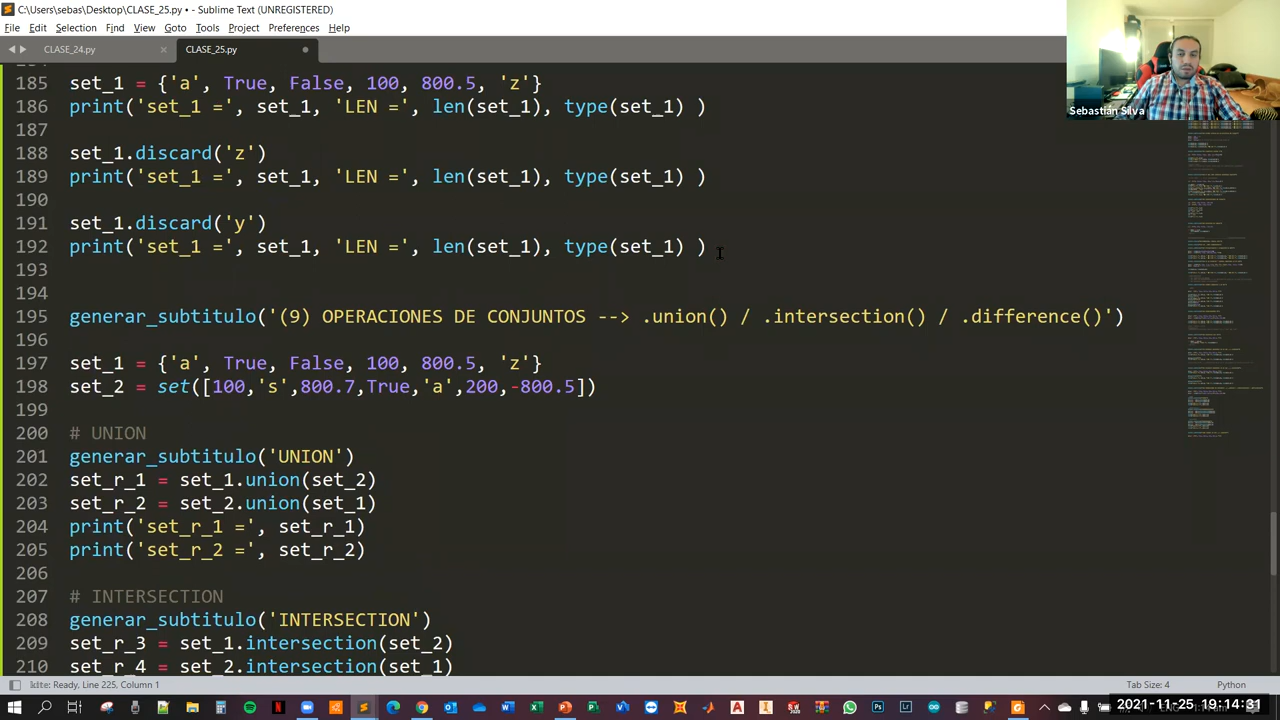 C:\Users\sebas\Desktop\CLASE_25.py • - Sublime Text (UNREGISTERED)
File Edit Selection Find View Goto Tools Project Preferences Help
CLASE_24.py CLASE_25.py
185 set_1 = {'a', True, False, 100, 800.5, 'z'}
186 print('set_1 =', set_1, 'LEN =', len(set_1), type(set_1) )
187
188 set_1.discard('z')
189 print('set_1 =', set_1, 'LEN =', len(set_1), type(set_1) )
190
191 set_1.discard('y')
192 print('set_1 =', set_1, 'LEN =', len(set_1), type(set_1) )
193
194
195 generar_subtitulo('(9) OPERACIONES DE CONJUNTOS --> .union() / .intersection() / .difference()')
196
197 set_1 = {'a', True, False, 100, 800.5, 'z'}
198 set_2 = set([100,'s',800.7,True,'a',200,800.5])
199
200 # UNION
201 generar_subtitulo('UNION')
202 set_r_1 = set_1.union(set_2)
203 set_r_2 = set_2.union(set_1)
204 print('set_r_1 =', set_r_1)
205 print('set_r_2 =', set_r_2)
206
207 # INTERSECTION
208 generar_subtitulo('INTERSECTION')
209 set_r_3 = set_1.intersection(set_2)
210 set_r_4 = set_2.intersection(set_1)
Sebastián Silva
kite: Ready, Line 225, Column 1
Tab Size: 4
Python
2021-11-25 19:14:31